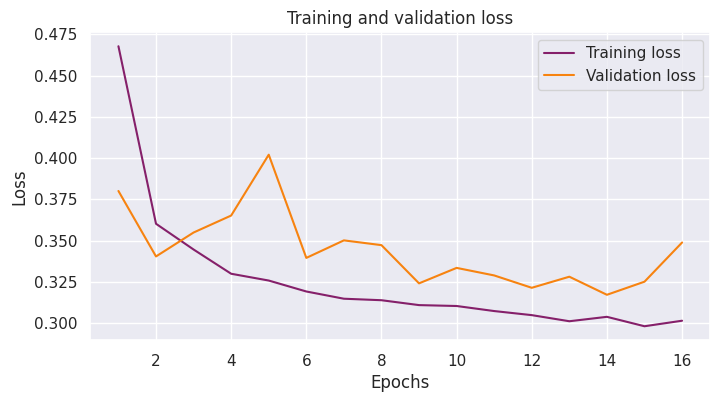 Training and validation loss
Training loss
Validation loss
0.475
0.450
0.425
0.400
0.375
0.350
0.325
0.300
Loss
2 4 6 8 10 12 14 16
Epochs